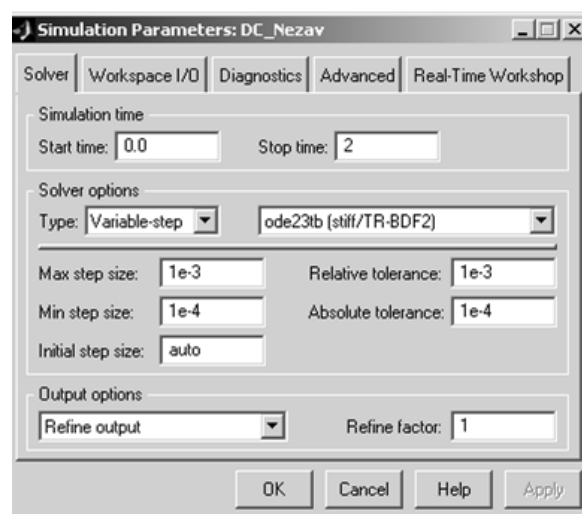 Simulation Parameters: DC_Nezav
Solver Workspace I/O Diagnostics Advanced Real-Time Workshop
Simulation time
Start time: 0.0 Stop time: 2
Solver options
Type: Variable-step ode23tb (stiff/TR-BDF2)
Max step size: 1e-3 Relative tolerance: 1e-3
Min step size: 1e-4 Absolute tolerance: 1e-4
Initial step size: auto
Output options
Refine output Refine factor: 1
OK Cancel Help Apply